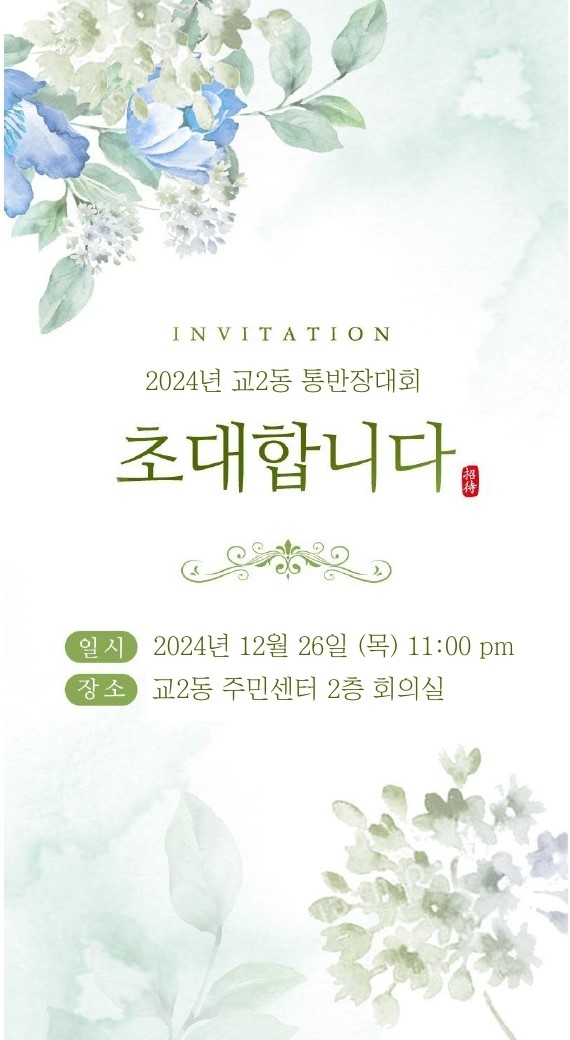 INVITATION
2024년 교2동 통반장대회
초대합니다
招待
일시 2024년 12월 26일 (목) 11:00 pm
장소 교2동 주민센터 2층 회의실